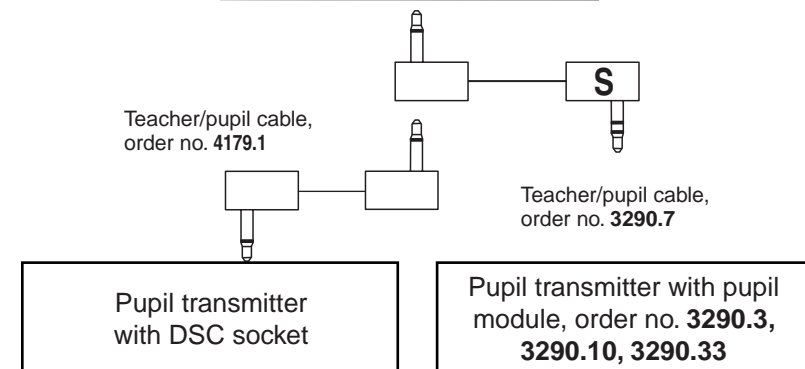 S
Teacher/pupil cable,
order no. 4179.1
Teacher/pupil cable,
order no. 3290.7
Pupil transmitter
with DSC socket
Pupil transmitter with pupil
module, order no. 3290.3,
3290.10, 3290.33